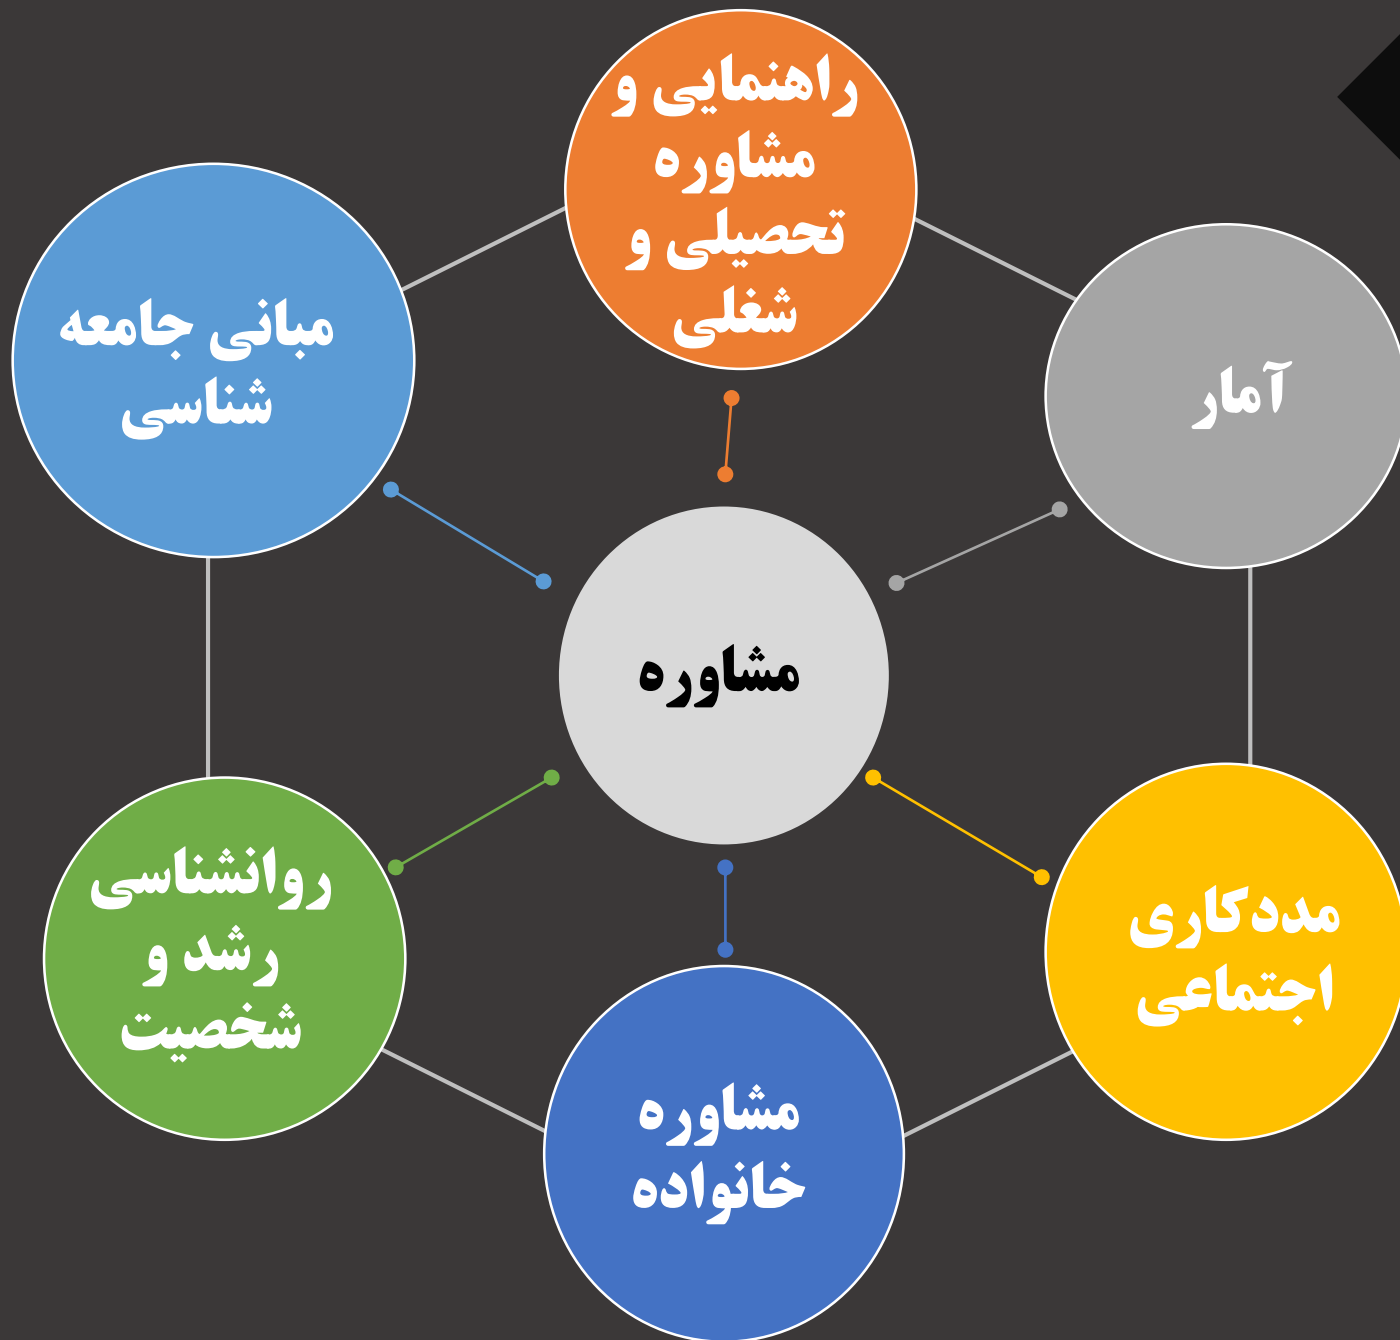 راهنمایی و
مشاوره
تحصیلی و
شغلی
آمار
مبانی جامعه
شناسی
مشاوره
مددکاری
اجتماعی
روانشناسی
رشد و
شخصیت
مشاوره
خانواده